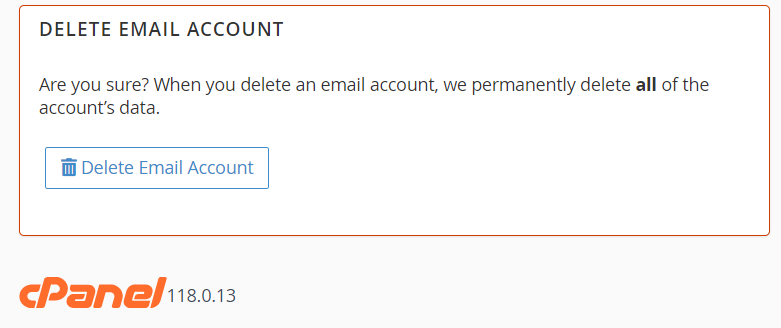 DELETE EMAIL ACCOUNT
Are you sure? When you delete an email account, we permanently delete all of the
account’s data.
Delete Email Account
cPanel 118.0.13